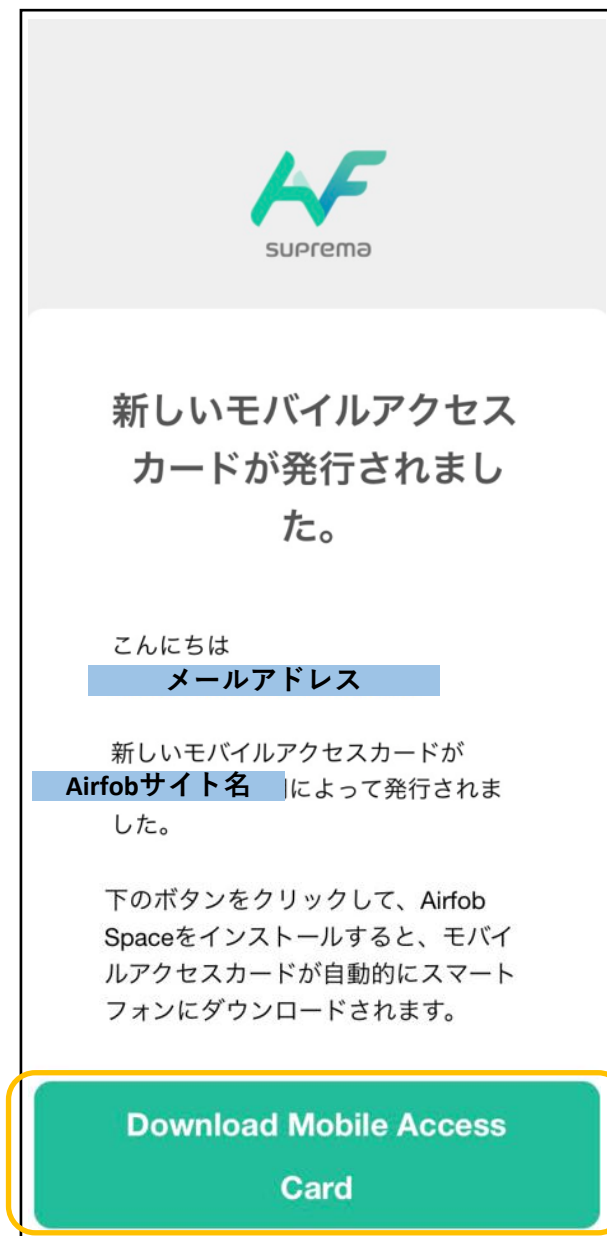 AF
suprema
新しいモバイルアクセス
カードが発行されまし
た。
こんにちは
メールアドレス
新しいモバイルアクセスカードが
Airfobサイト名 によって発行されま
した。
下のボタンをクリックして、Airfob
Spaceをインストールすると、モバイ
ルアクセスカードが自動的にスマート
フォンにダウンロードされます。
Download Mobile Access
Card